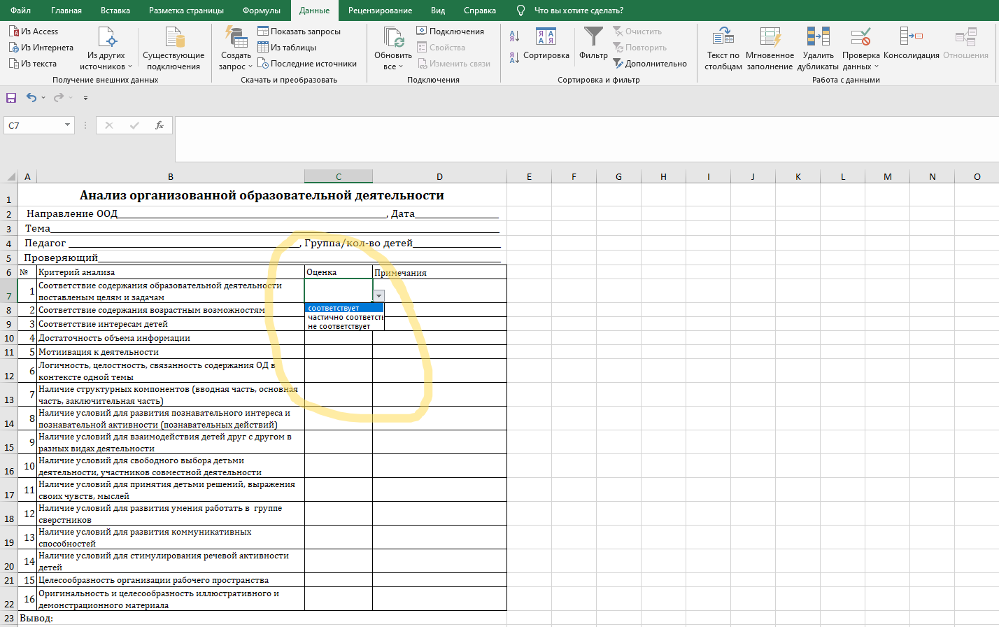 Файл Главная Вставка Разметка страницы Формулы Данные Рецензирование Вид Справка Что вы хотите сделать?
Из Access
Из Интернета
Из текста
Из других источников
Существующие подключения
Получение внешних данных
Создать запрос
Показать запросы
Из таблицы
Последние источники
Скачать и преобразовать
Обновить все
Подключения
Свойства
Изменить связи
Подключения
Сортировка
Фильтр
Очистить
Повторить
Дополнительно
Сортировка и фильтр
Текст по столбцам
Мгновенное заполнение
Удалить дубликаты
Проверка данных
Консолидация
Отношения
Работа с данными
C7 fx
A B C D E F G H I J K L M N O
1 Анализ организованной образовательной деятельности
2 Направление ООД____, Дата____
3 Тема____
4 Педагог ____, Группа/кол-во детей____
5 Проверяющий____
6 № Критерий анализа Оценка Примечания
7 1 Соответствие содержания образовательной деятельности
поставленым целям и задачам
8 2 Соответствие содержания возрастным возможностям
соответствует
частично соответств
не соответствует
9 3 Соответствие интересам детей
10 4 Достаточность объема информации
11 5 Мотиивация к деятельности
12 6 Логичность, целостность, связанность содержания ОД в
контексте одной темы
13 7 Наличие структурных компонентов (вводная часть, основная
часть, заключительная часть)
14 8 Наличие условий для развития познавательного интереса и
познавательной активности (познавательных действий)
15 9 Наличие условий для взаимодействия детей друг с другом в
разных видах деятельности
16 10 Наличие условий для свободного выбора детьми
деятельности, участников совместной деятельности
17 11 Наличие условий для принятия детьми решений, выражения
своих чувств, мыслей
18 12 Наличие условий для развития умения работать в группе
сверстников
19 13 Наличие условий для развития коммуникативных
способностей
20 14 Наличие условий для стимулирования речевой активности
детей
21 15 Целесообразность организации рабочего пространства
22 16 Оригинальность и целесообразность иллюстративного и
демонстрационного материала
23 Вывод: